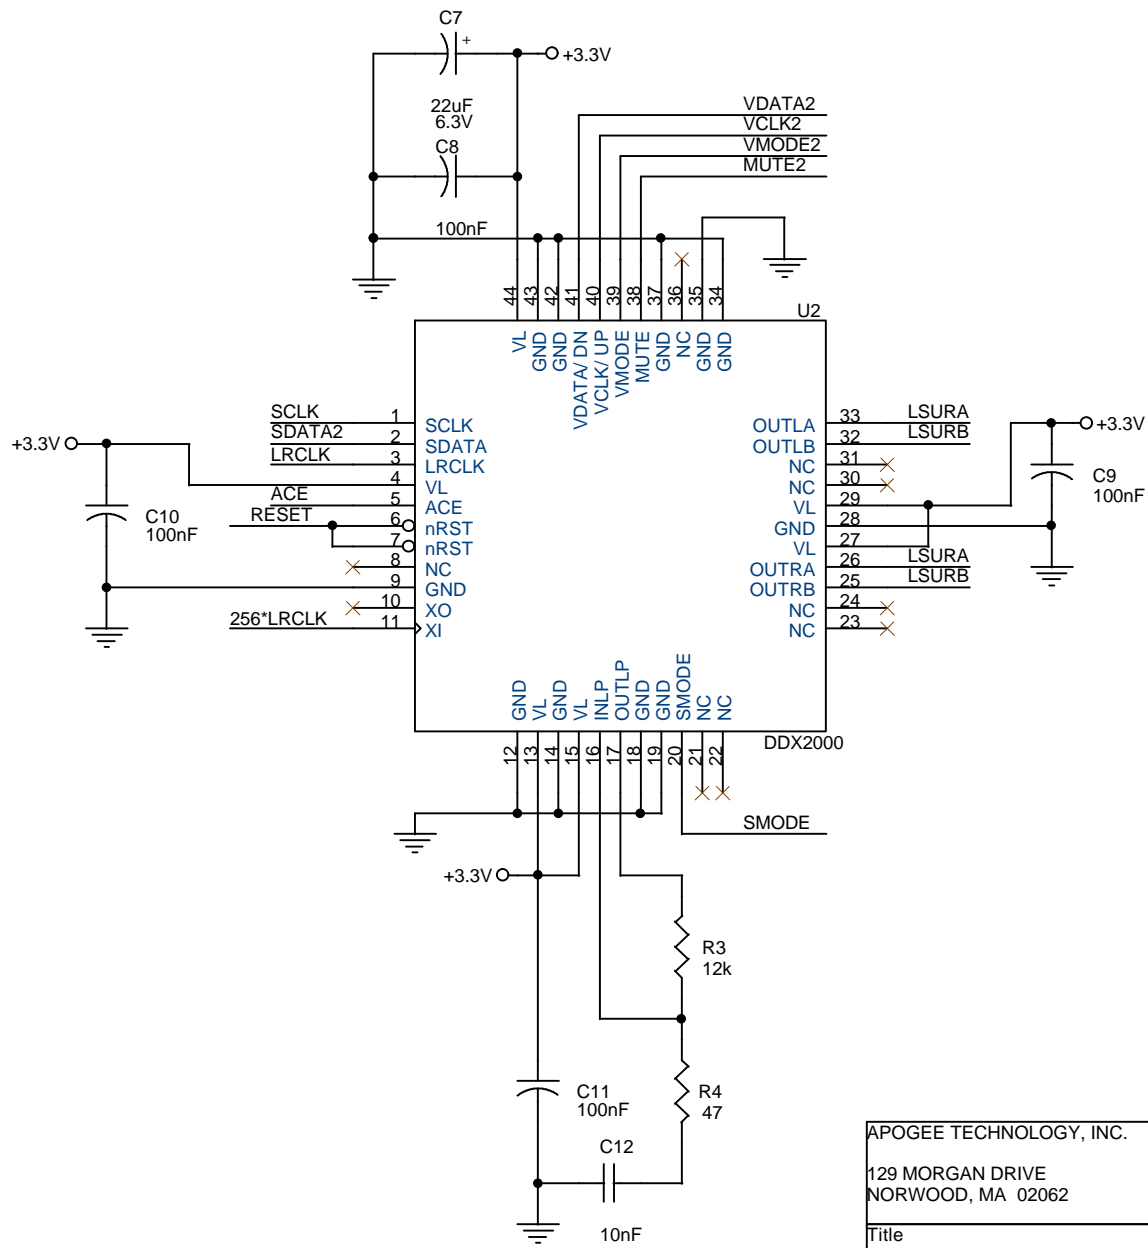 C7
+
+3.3V
22uF
6.3V
C8
100nF
VDATA2
VCLK2
VMODE2
MUTE2
44 43 42 41 40 39 38 37 36 35 34
U2
VL GND GND VDATA/ DN VCLK/ UP VMODE MUTE GND NC GND GND
SCLK 1 SCLK
SDATA2 2 SDATA
LRCLK 3 LRCLK
+3.3V
4 VL
ACE 5 ACE
RESET 6 nRST
7 nRST
8 NC
9 GND
10 XO
256*LRCLK 11 XI
C10
100nF
OUTLA 33 LSURA
OUTLB 32 LSURB
NC 31
NC 30
VL 29
GND 28
VL 27
OUTRA 26 LSURA
OUTRB 25 LSURB
NC 24
NC 23
+3.3V
C9
100nF
GND VL GND VL INLP OUTLP GND GND SMODE NC NC
DDX2000
12 13 14 15 16 17 18 19 20 21 22
SMODE
+3.3V
R3
12k
C11
100nF
R4
47
C12
10nF
APOGEE TECHNOLOGY, INC.
129 MORGAN DRIVE
NORWOOD, MA 02062
Title